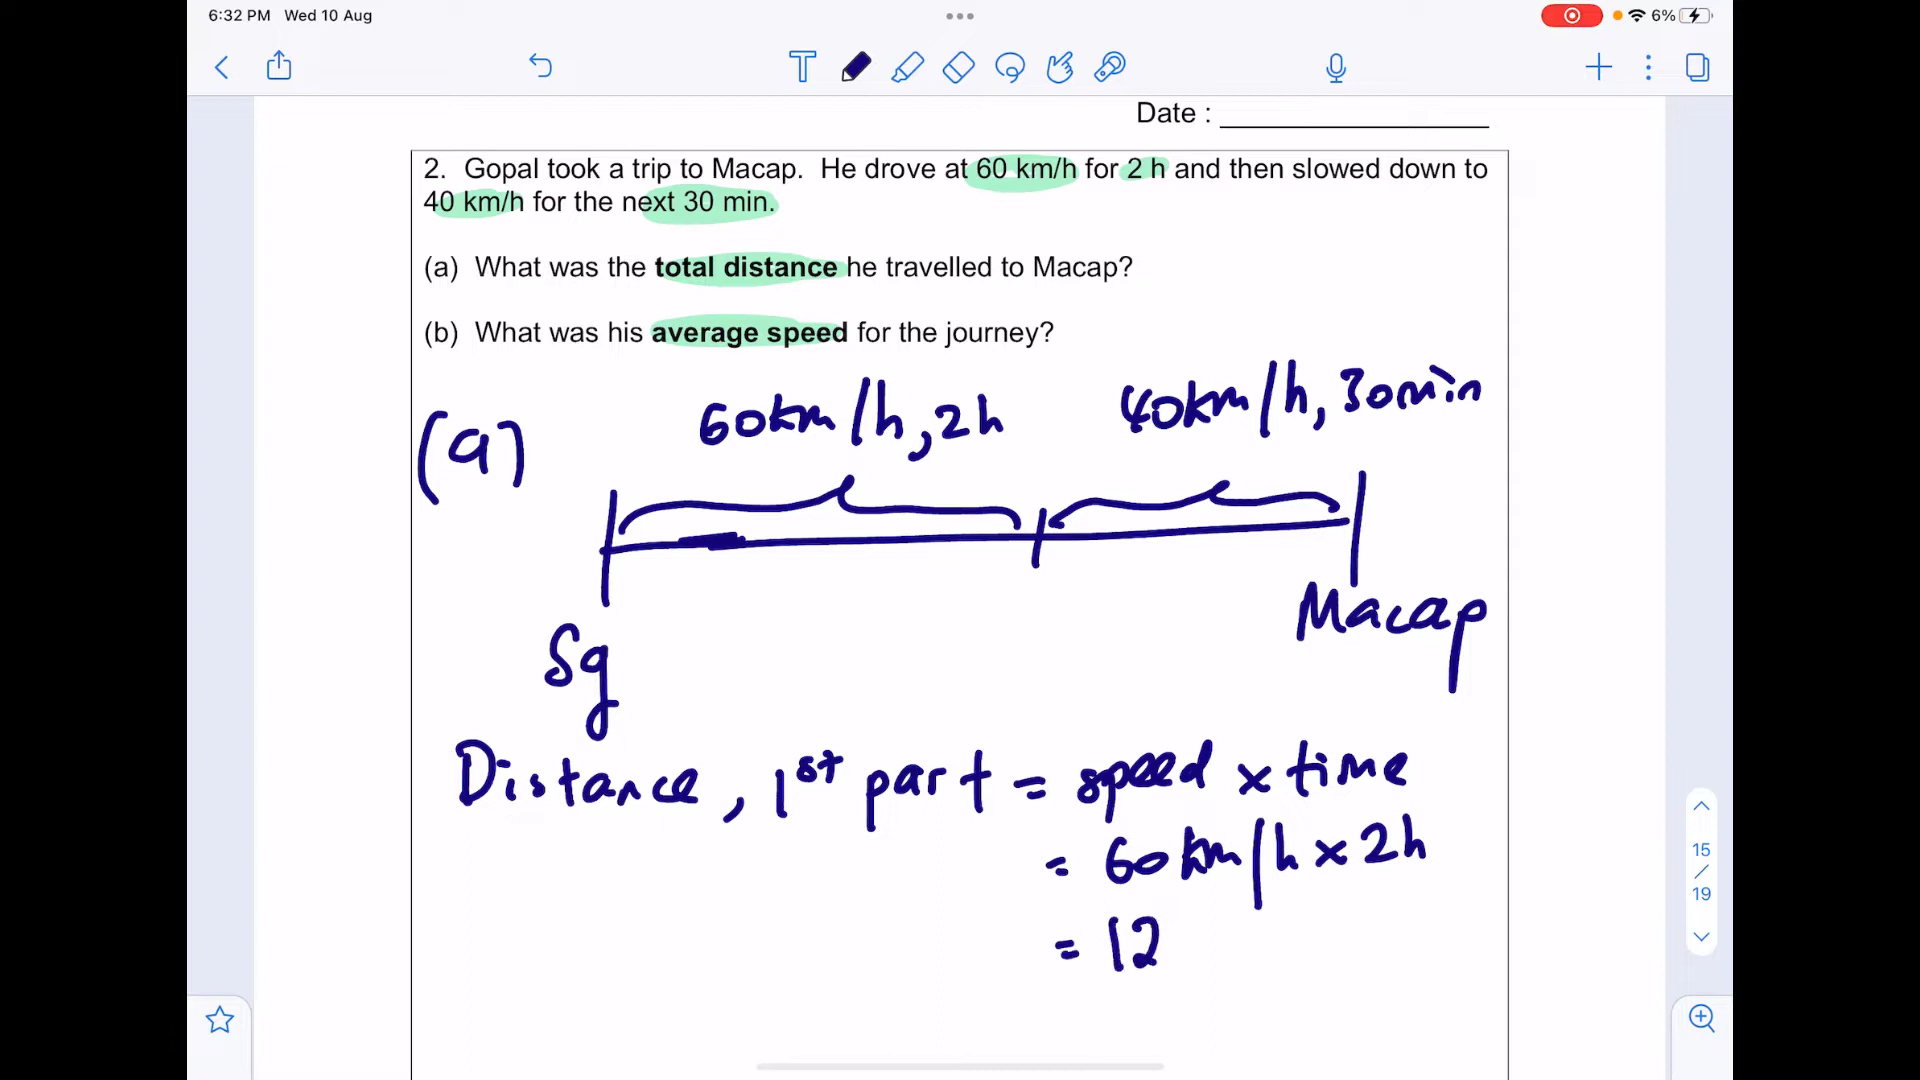 6:32 PM Wed 10 Aug
6%
Date :
2. Gopal took a trip to Macap. He drove at 60 km/h for 2 h and then slowed down to
40 km/h for the next 30 min.
(a) What was the total distance he travelled to Macap?
(b) What was his average speed for the journey?
60km/h, 2h
40km/h, 30min
(a)
Sg
Macap
Distance, 1st part = speed x time
= 60km/h x 2h
= 12
15
/
19